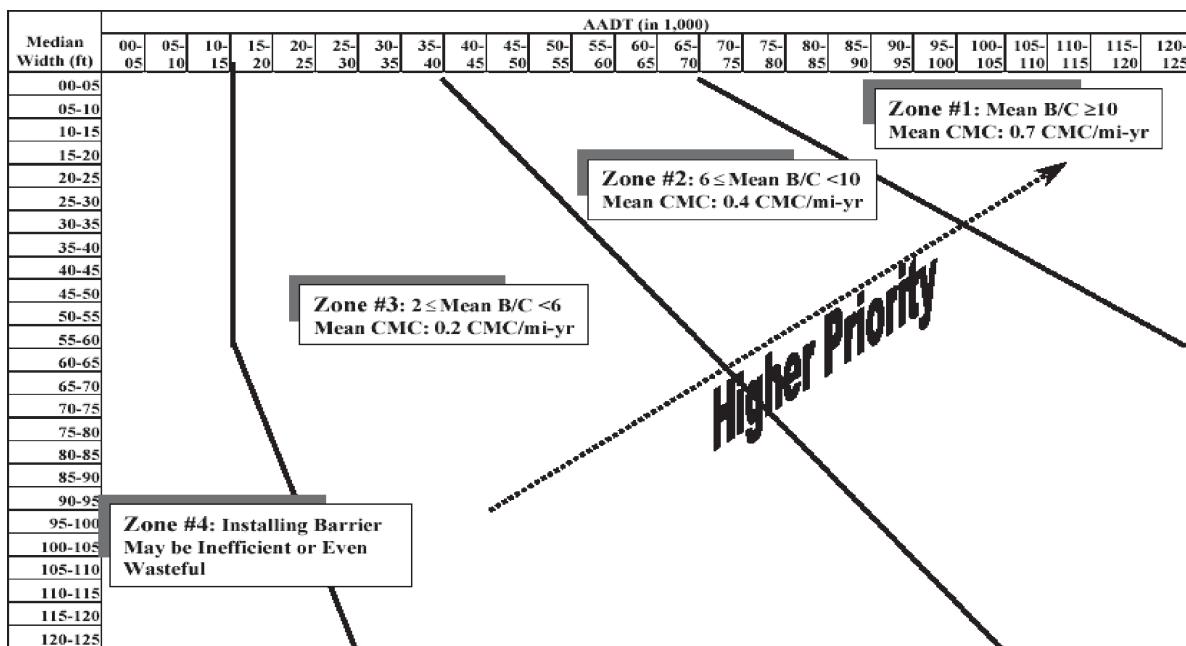 AADT (in 1,000)
Median Width (ft)
00-05 05-10 10-15 15-20 20-25 25-30 30-35 35-40 40-45 45-50 50-55 55-60 60-65 65-70 70-75 75-80 80-85 85-90 90-95 95-100 100-105 105-110 110-115 115-120 120-125
00-05
05-10
10-15
15-20
20-25
25-30
30-35
35-40
40-45
45-50
50-55
55-60
60-65
65-70
70-75
75-80
80-85
85-90
90-95
95-100
100-105
105-110
110-115
115-120
120-125
Zone #1: Mean B/C ≥10
Mean CMC: 0.7 CMC/mi-yr
Zone #2: 6 ≤ Mean B/C <10
Mean CMC: 0.4 CMC/mi-yr
Zone #3: 2 ≤ Mean B/C <6
Mean CMC: 0.2 CMC/mi-yr
Higher Priority
Zone #4: Installing Barrier
May be Inefficient or Even
Wasteful